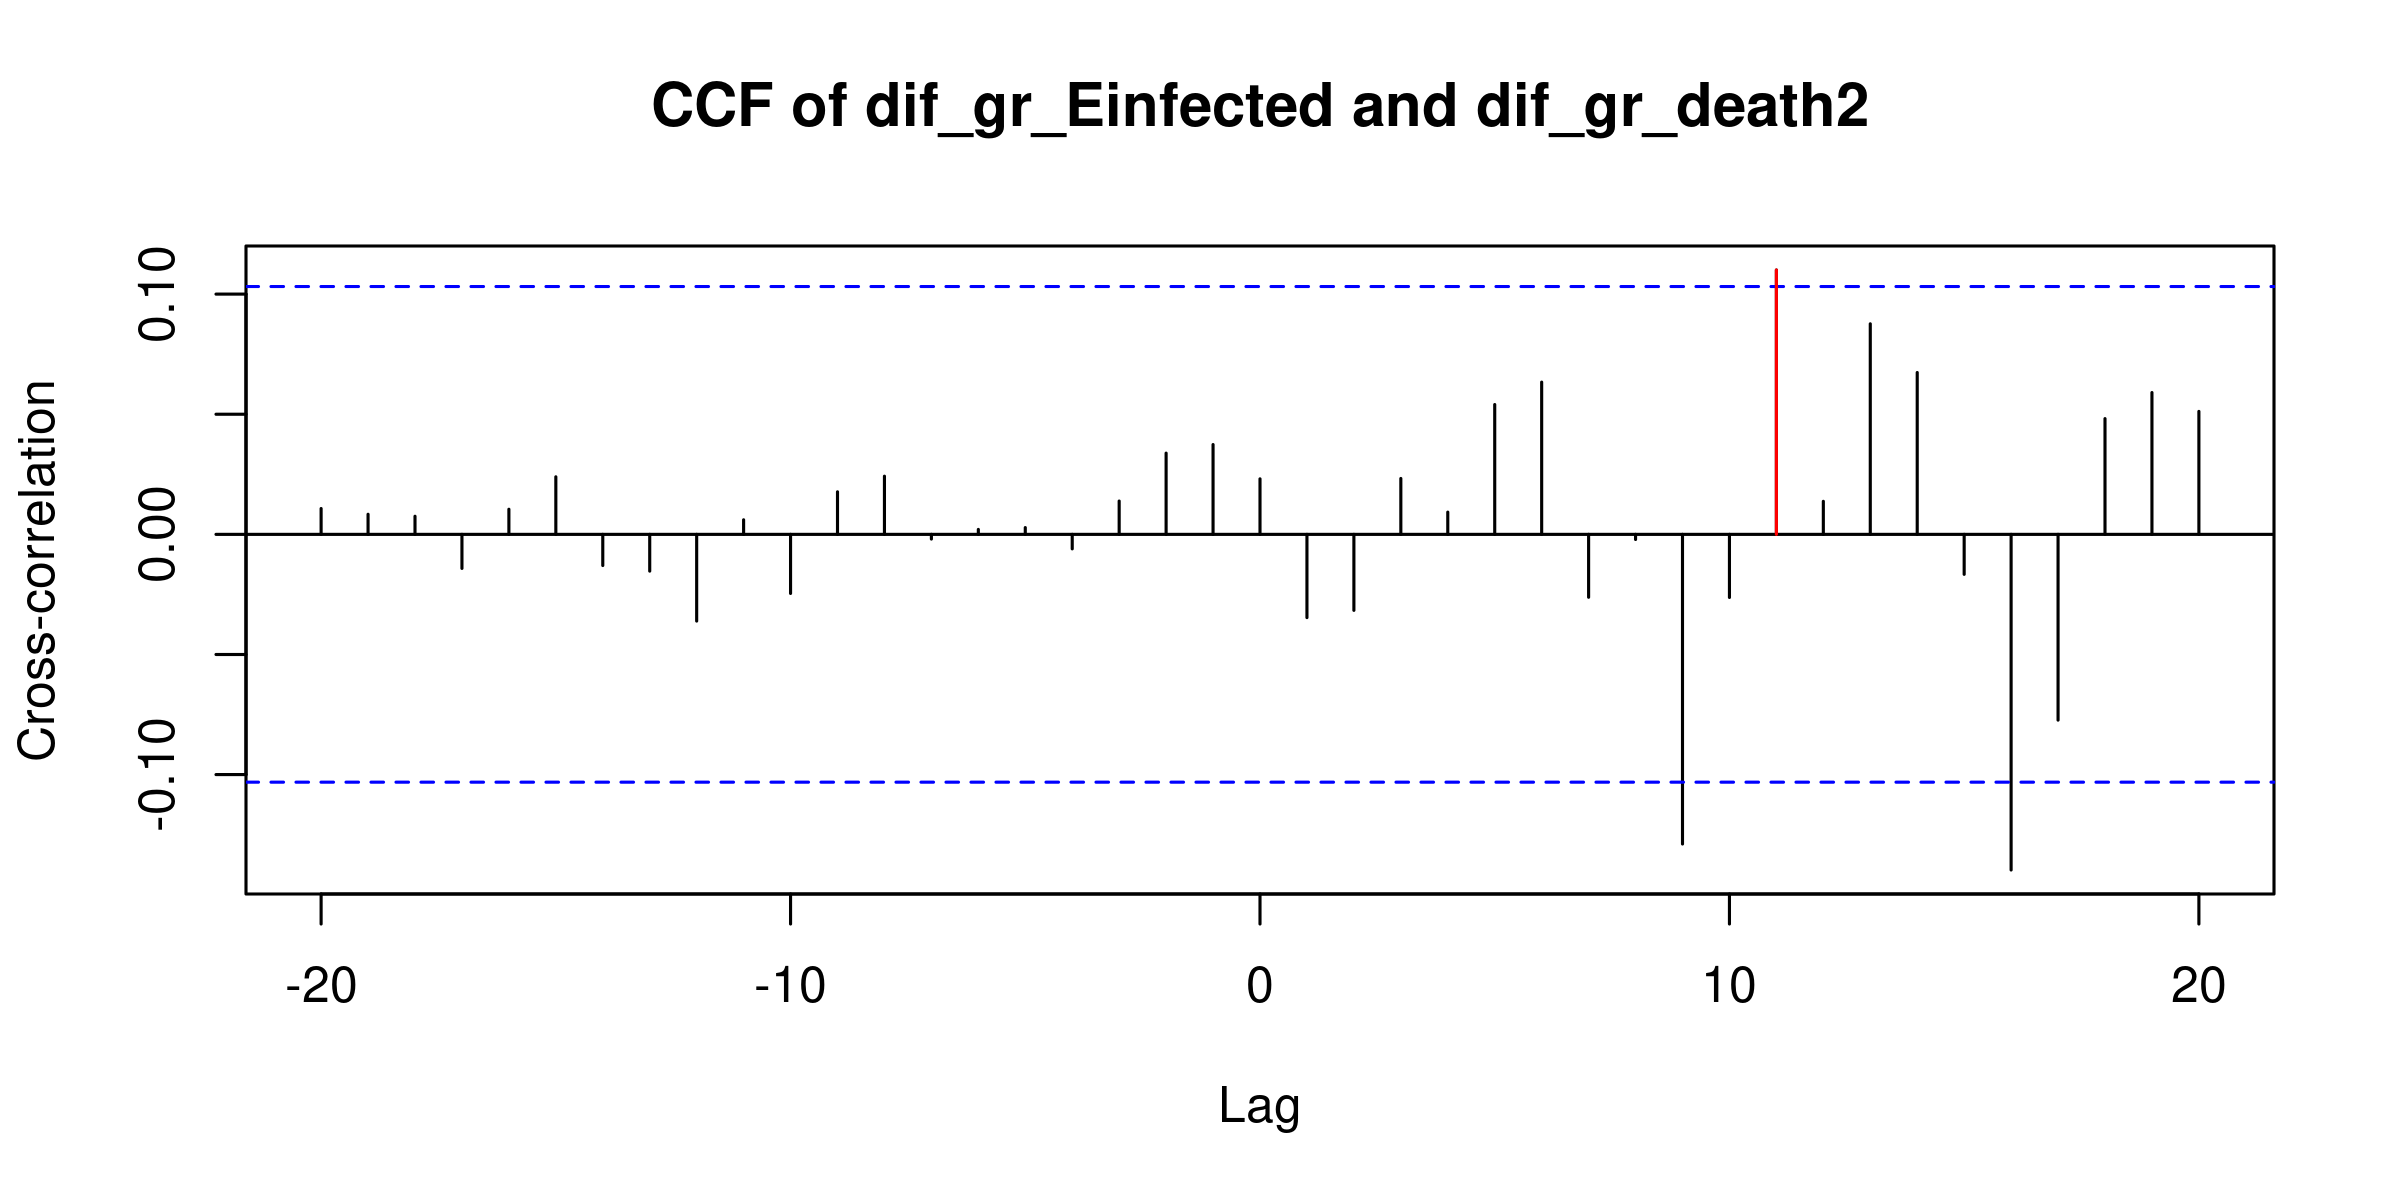 CCF of dif_gr_Einfected and dif_gr_death2
Cross-correlation
0.10
0.00
-0.10
-20
-10
0
10
20
Lag